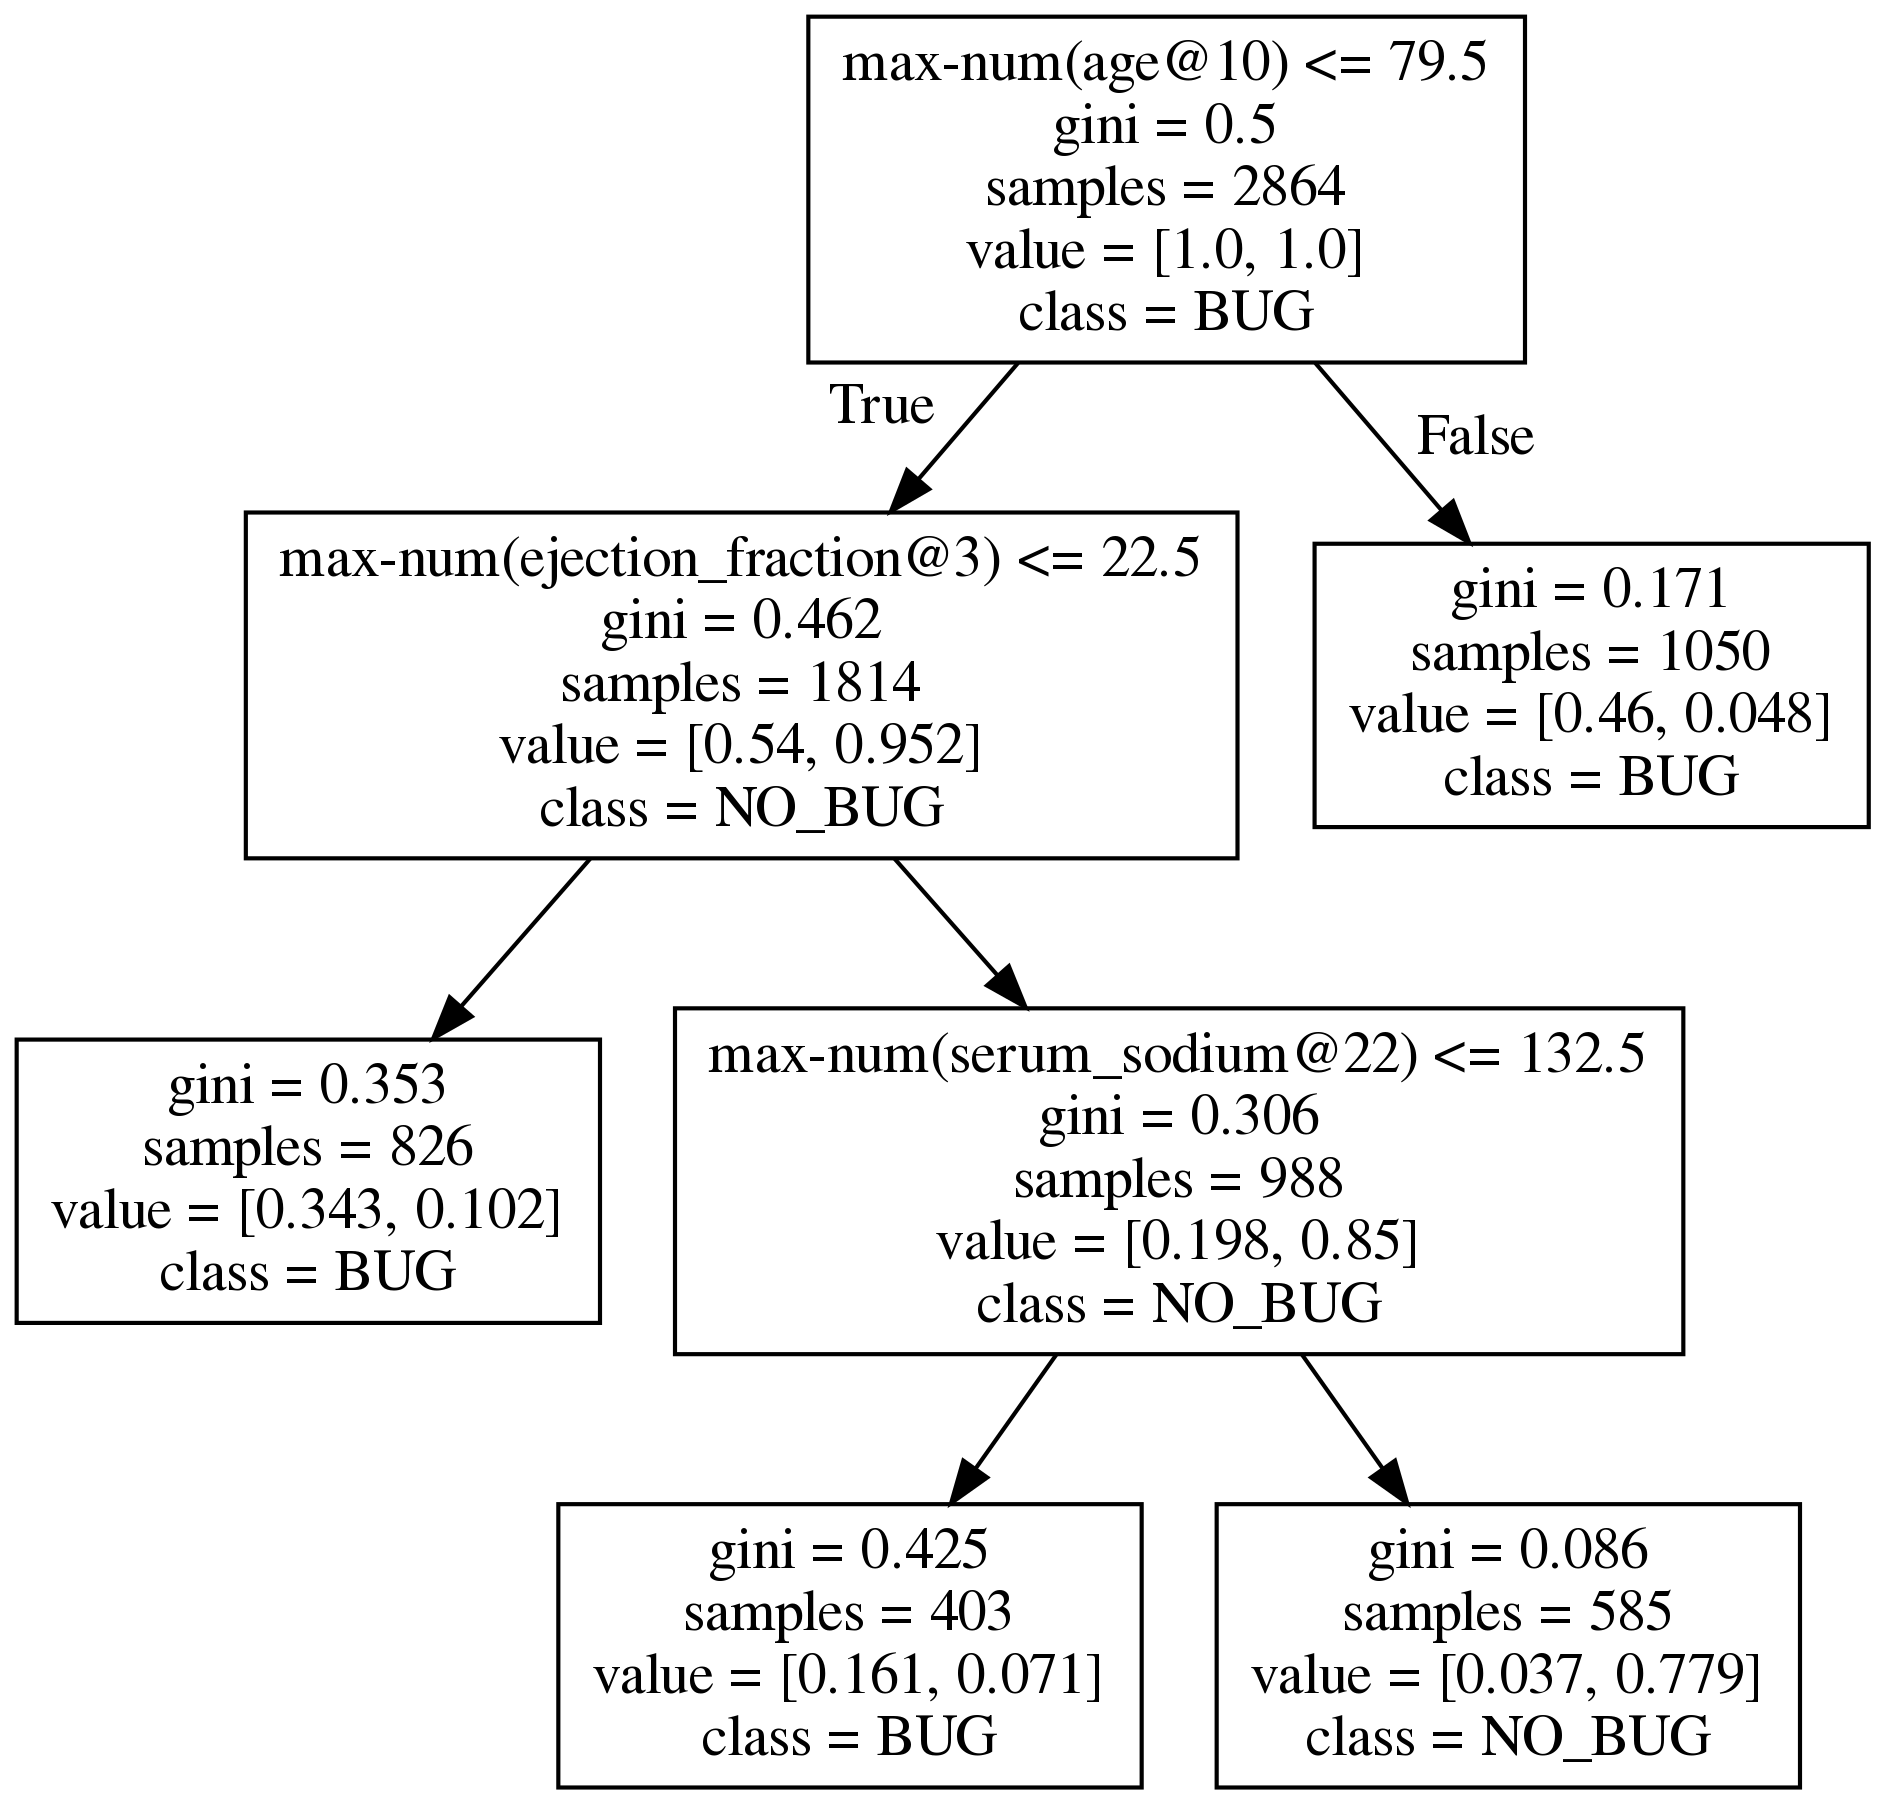 max-num(age@10) <= 79.5
gini = 0.5
samples = 2864
value = [1.0, 1.0]
class = BUG
True
False
max-num(ejection_fraction@3) <= 22.5
gini = 0.462
samples = 1814
value = [0.54, 0.952]
class = NO_BUG
gini = 0.171
samples = 1050
value = [0.46, 0.048]
class = BUG
gini = 0.353
samples = 826
value = [0.343, 0.102]
class = BUG
max-num(serum_sodium@22) <= 132.5
gini = 0.306
samples = 988
value = [0.198, 0.85]
class = NO_BUG
gini = 0.425
samples = 403
value = [0.161, 0.071]
class = BUG
gini = 0.086
samples = 585
value = [0.037, 0.779]
class = NO_BUG